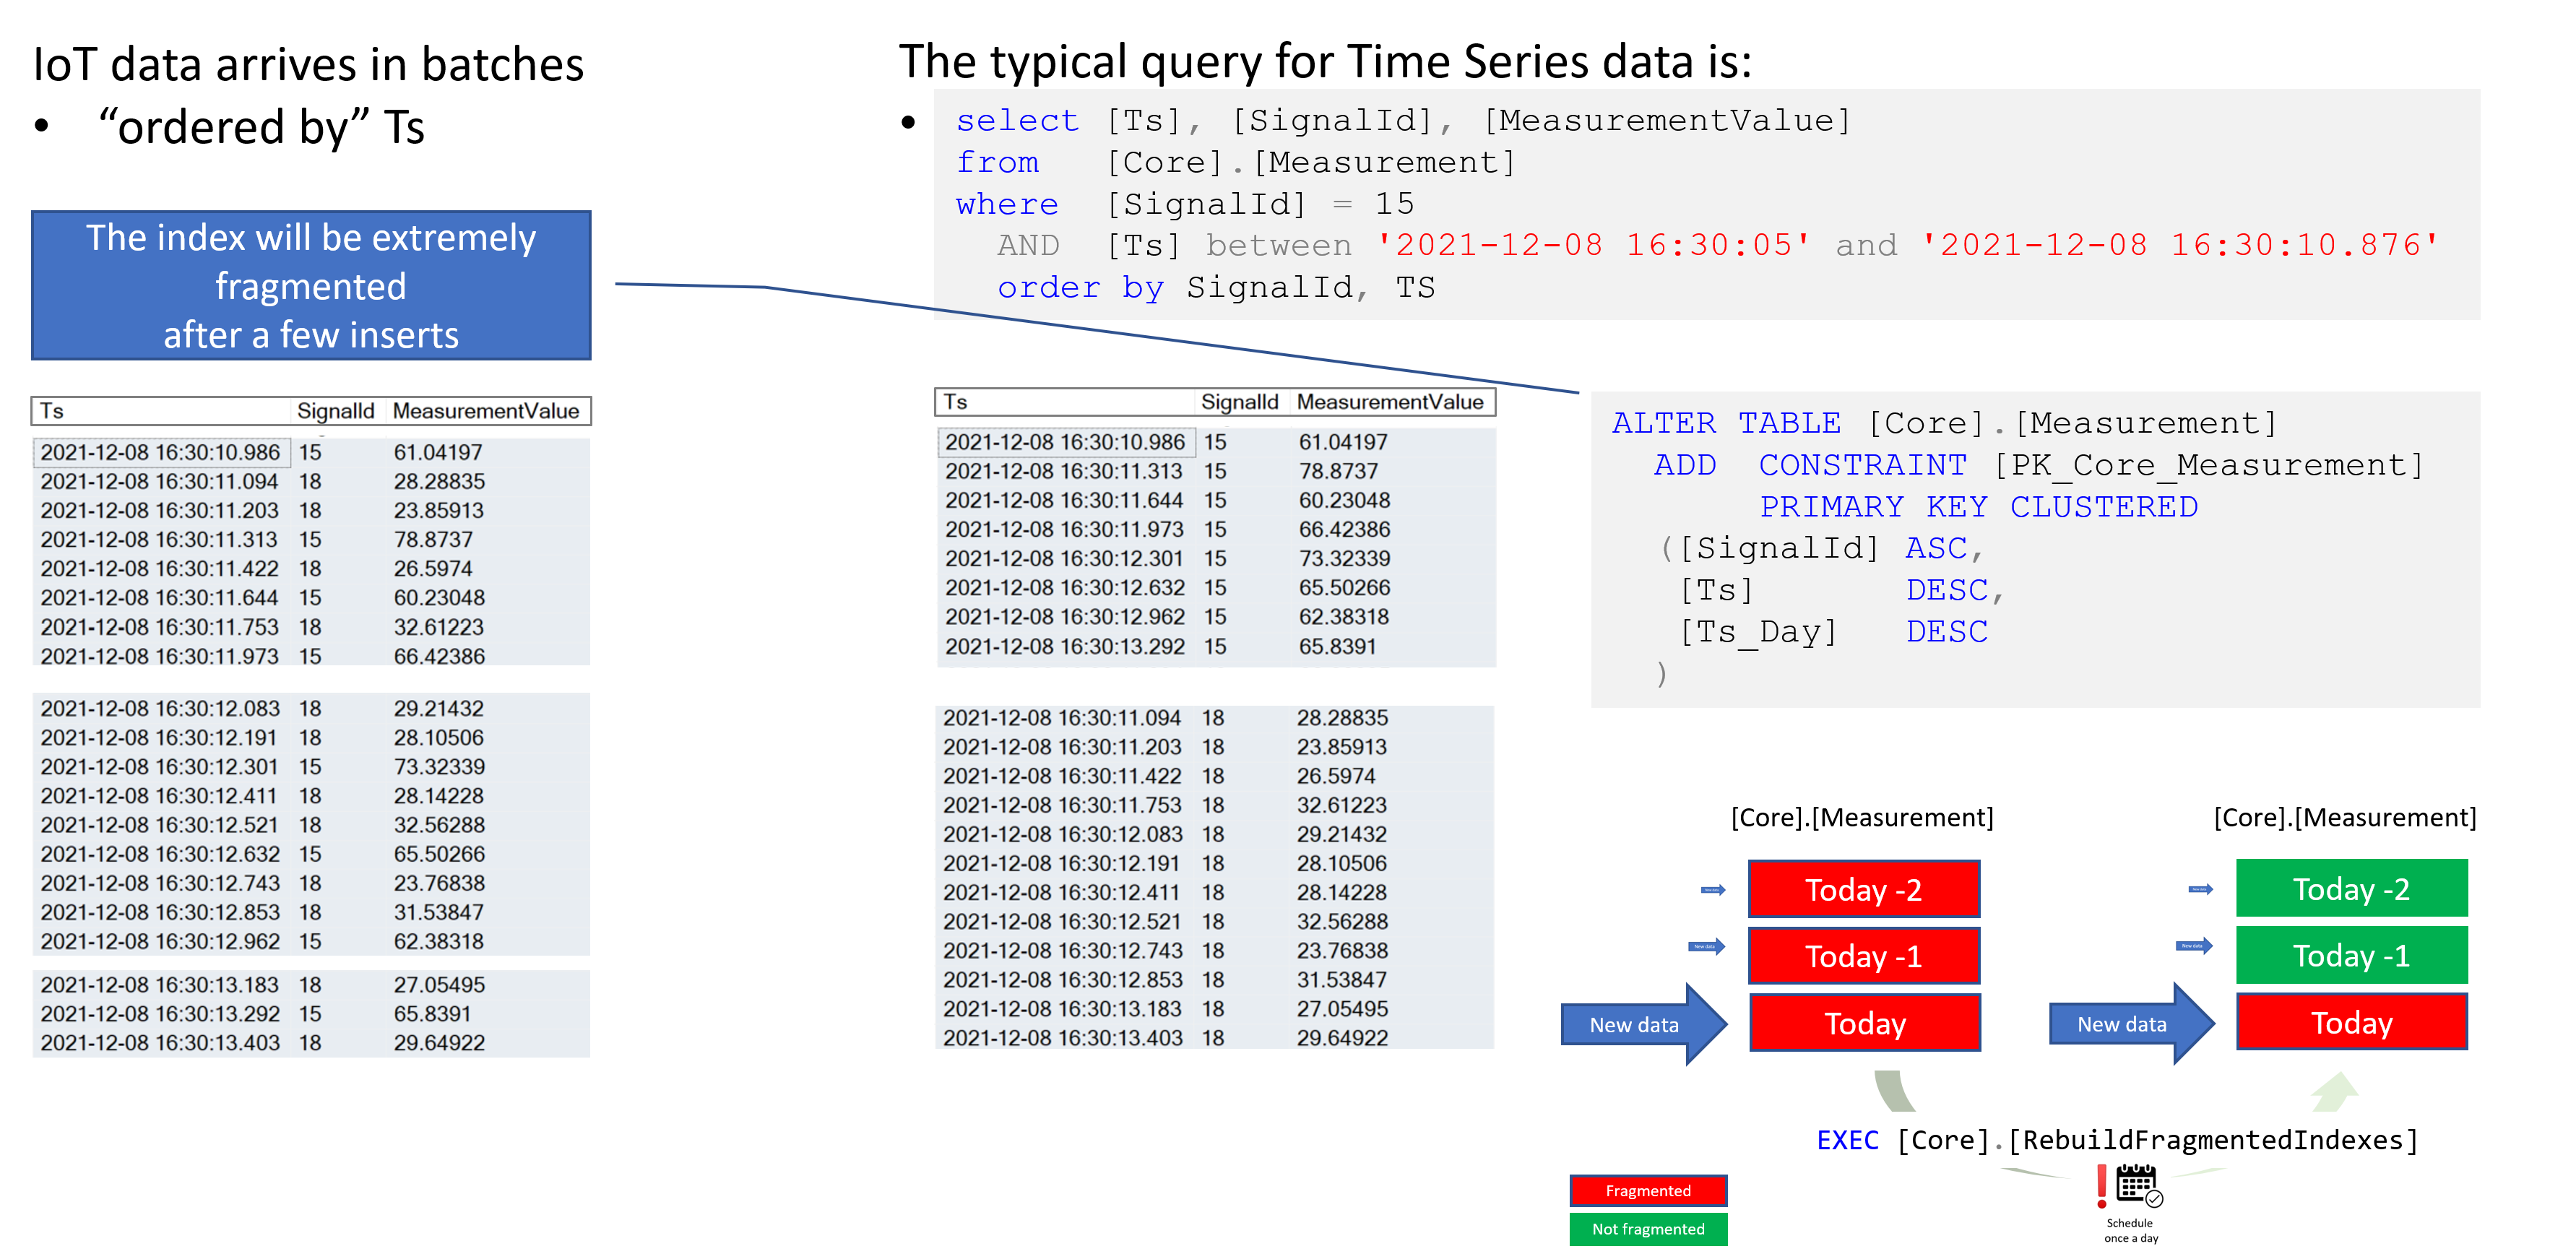 IoT data arrives in batches
• “ordered by” Ts
The index will be extremely
fragmented
after a few inserts
Ts SignalId MeasurementValue
2021-12-08 16:30:10.986 15 61.04197
2021-12-08 16:30:11.094 18 28.28835
2021-12-08 16:30:11.203 18 23.85913
2021-12-08 16:30:11.313 15 78.8737
2021-12-08 16:30:11.422 18 26.5974
2021-12-08 16:30:11.644 15 60.23048
2021-12-08 16:30:11.753 18 32.61223
2021-12-08 16:30:11.973 15 66.42386
2021-12-08 16:30:12.083 18 29.21432
2021-12-08 16:30:12.191 18 28.10506
2021-12-08 16:30:12.301 15 73.32339
2021-12-08 16:30:12.411 18 28.14228
2021-12-08 16:30:12.521 18 32.56288
2021-12-08 16:30:12.632 15 65.50266
2021-12-08 16:30:12.743 18 23.76838
2021-12-08 16:30:12.853 18 31.53847
2021-12-08 16:30:12.962 15 62.38318
2021-12-08 16:30:13.183 18 27.05495
2021-12-08 16:30:13.292 15 65.8391
2021-12-08 16:30:13.403 18 29.64922
The typical query for Time Series data is:
• select [Ts], [SignalId], [MeasurementValue]
from [Core].[Measurement]
where [SignalId] = 15
AND [Ts] between '2021-12-08 16:30:05' and '2021-12-08 16:30:10.876'
order by SignalId, TS
Ts SignalId MeasurementValue
2021-12-08 16:30:10.986 15 61.04197
2021-12-08 16:30:11.313 15 78.8737
2021-12-08 16:30:11.644 15 60.23048
2021-12-08 16:30:11.973 15 66.42386
2021-12-08 16:30:12.301 15 73.32339
2021-12-08 16:30:12.632 15 65.50266
2021-12-08 16:30:12.962 15 62.38318
2021-12-08 16:30:13.292 15 65.8391
2021-12-08 16:30:11.094 18 28.28835
2021-12-08 16:30:11.203 18 23.85913
2021-12-08 16:30:11.422 18 26.5974
2021-12-08 16:30:11.753 18 32.61223
2021-12-08 16:30:12.083 18 29.21432
2021-12-08 16:30:12.191 18 28.10506
2021-12-08 16:30:12.411 18 28.14228
2021-12-08 16:30:12.521 18 32.56288
2021-12-08 16:30:12.743 18 23.76838
2021-12-08 16:30:12.853 18 31.53847
2021-12-08 16:30:13.183 18 27.05495
2021-12-08 16:30:13.403 18 29.64922
ALTER TABLE [Core].[Measurement]
ADD CONSTRAINT [PK_Core_Measurement]
PRIMARY KEY CLUSTERED
([SignalId] ASC,
[Ts] DESC,
[Ts_Day] DESC
)
[Core].[Measurement]
Today -2
New data
Today -1
New data
Today
[Core].[Measurement]
Today -2
New data
Today -1
New data
Today
EXEC [Core].[RebuildFragmentedIndexes]
Schedule
once a day
Fragmented
Not fragmented